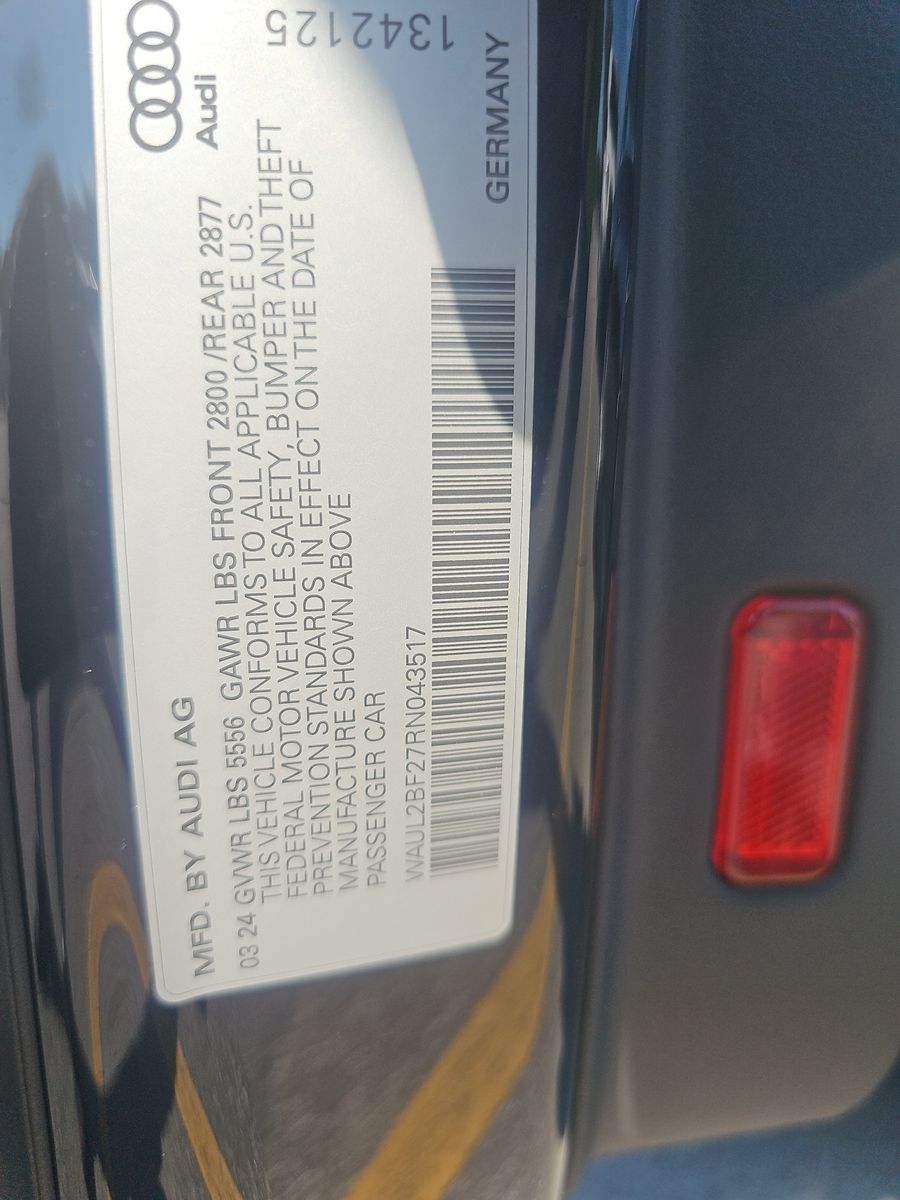 Audi
MFD. BY AUDI AG
03 24 GVWR LBS 5556 GAWR LBS FRONT 2800 /REAR 2877
THIS VEHICLE CONFORMS TO ALL APPLICABLE U.S.
FEDERAL MOTOR VEHICLE SAFETY, BUMPER AND THEFT
PREVENTION STANDARDS IN EFFECT ON THE DATE OF
MANUFACTURE SHOWN ABOVE
PASSENGER CAR
WAUL2BF27RN043517
1342125
GERMANY